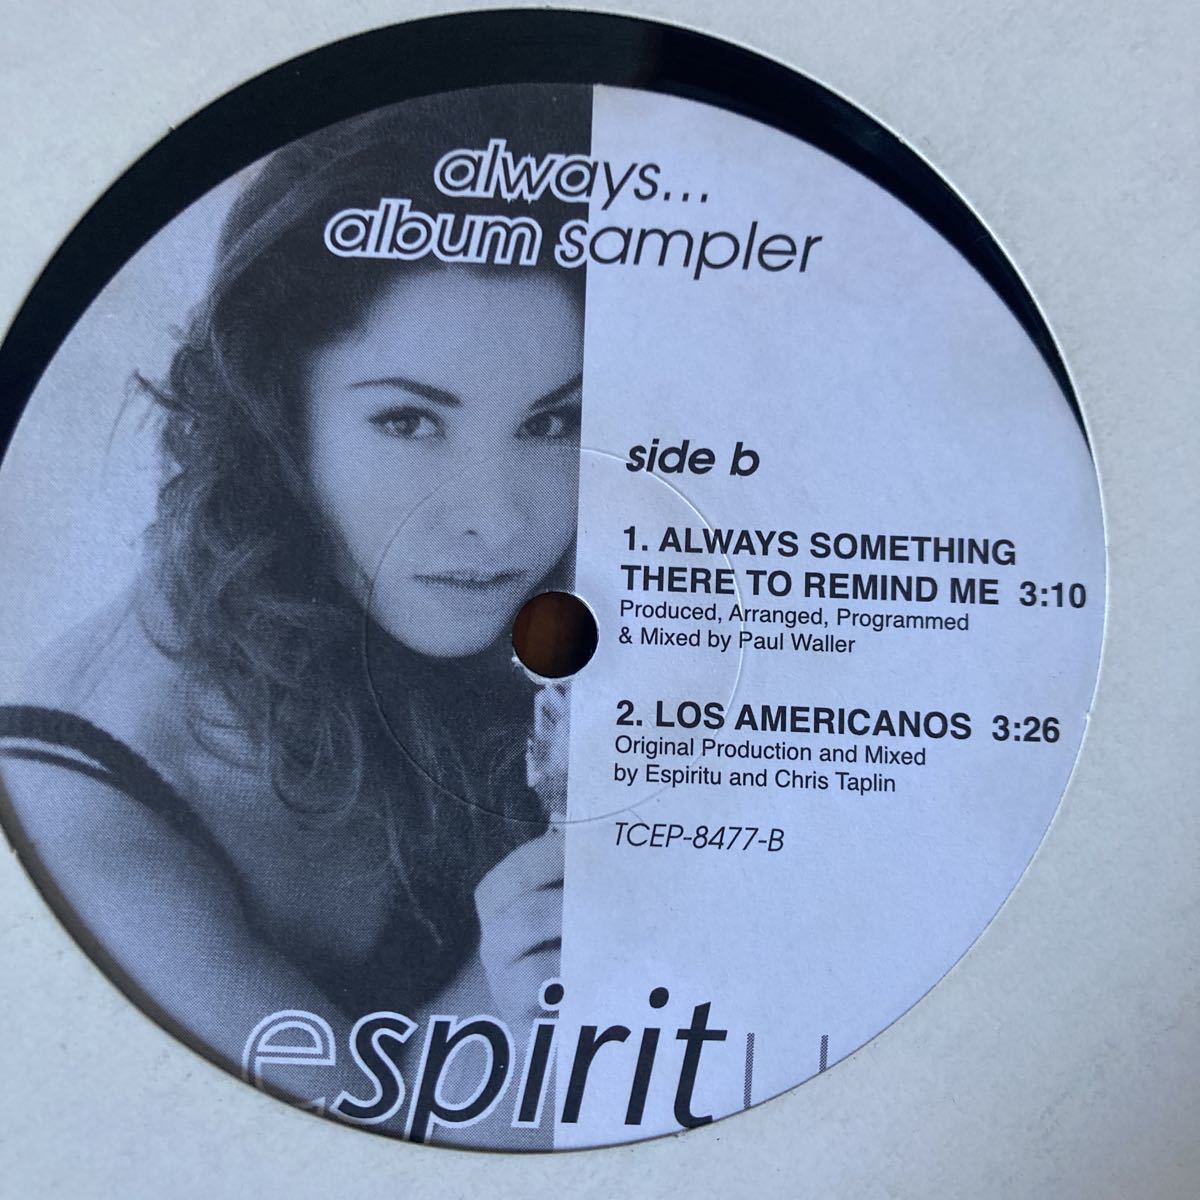 always...
album sampler
side b
1. ALWAYS SOMETHING
THERE TO REMIND ME 3:10
Produced, Arranged, Programmed
& Mixed by Paul Waller
2. LOS AMERICANOS 3:26
Original Production and Mixed
by Espiritu and Chris Taplin
TCEP-8477-B
espiritu